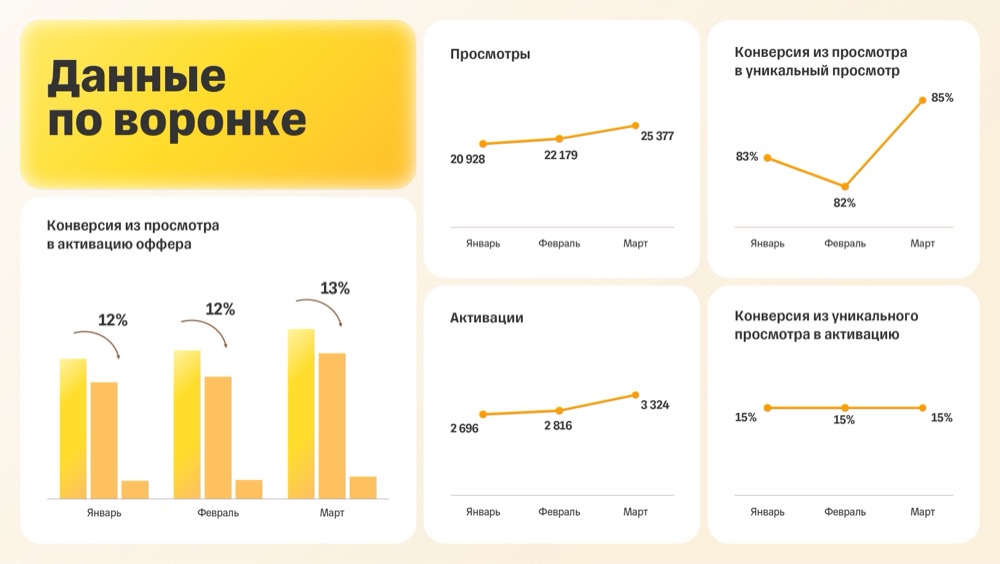 Данные
по воронке
Конверсия из просмотра
в активацию оффера
12%
12%
13%
Январь
Февраль
Март
Просмотры
20 928
22 179
25 377
Январь
Февраль
Март
Конверсия из просмотра
в уникальный просмотр
83%
82%
85%
Январь
Февраль
Март
Активации
2 696
2 816
3 324
Январь
Февраль
Март
Конверсия из уникального
просмотра в активацию
15%
15%
15%
Январь
Февраль
Март